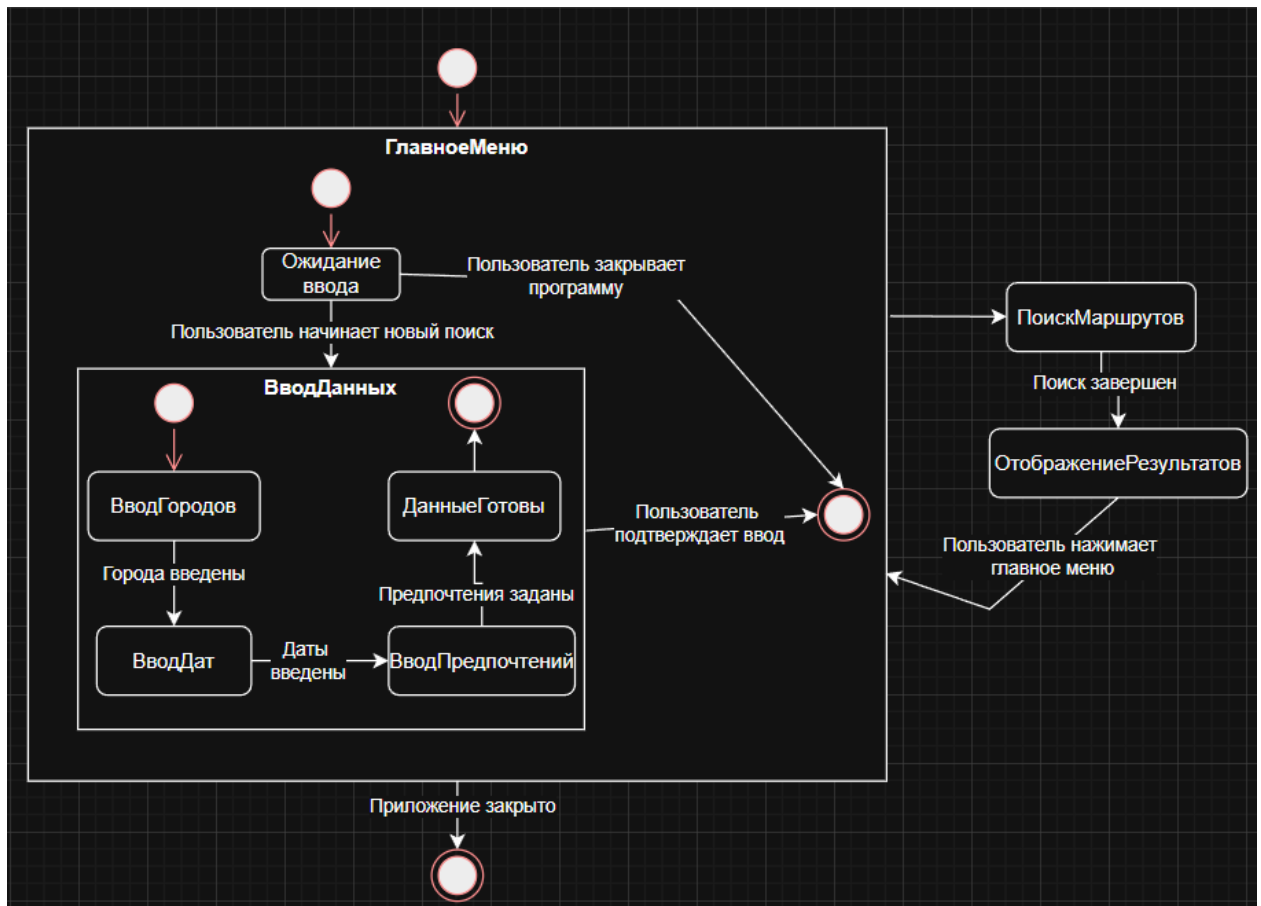 ГлавноеМеню
Ожидание
ввода
Пользователь закрывает
программу
Пользователь начинает новый поиск
ВводДанных
ВводГородов
ДанныеГотовы
Города введены
Предпочтения заданы
ВводДат
Даты
введены
ВводПредпочтений
Пользователь
подтверждает ввод
ПоискМаршрутов
Поиск завершен
ОтображениеРезультатов
Пользователь нажимает
главное меню
Приложение закрыто